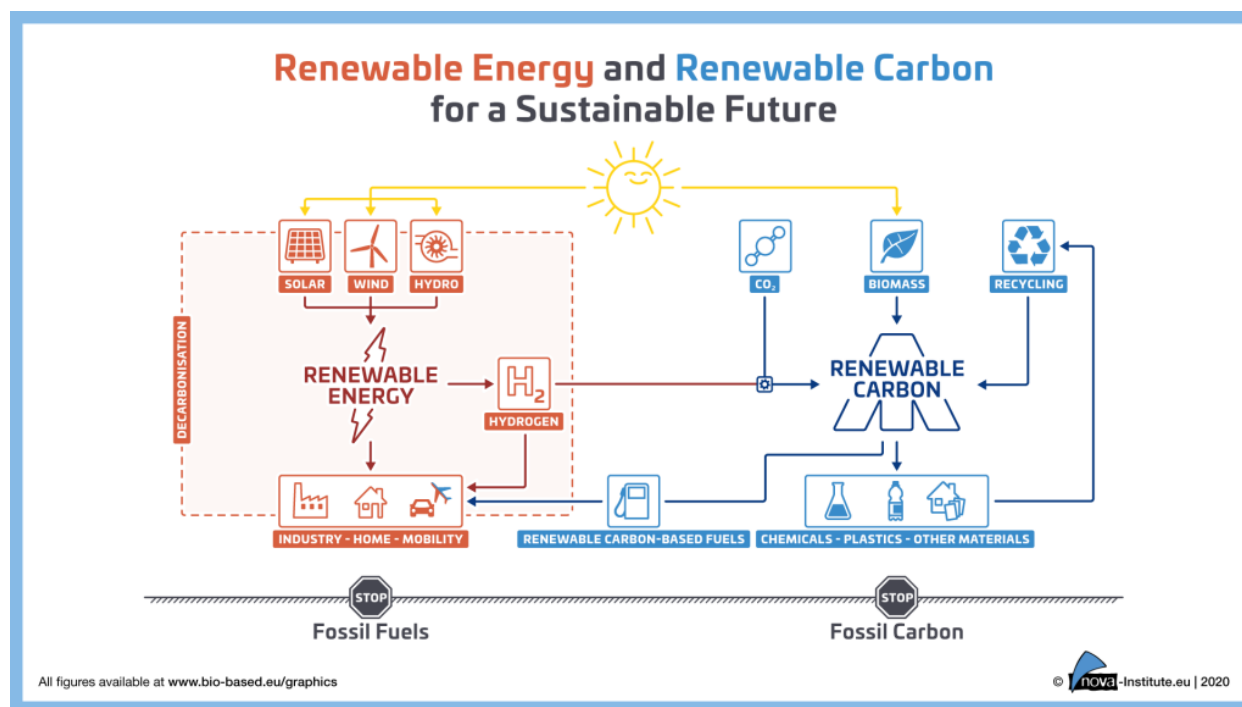 Renewable Energy and Renewable Carbon
for a Sustainable Future
SOLAR
WIND
HYDRO
CO₂
BIOMASS
RECYCLING
DECARBONISATION
RENEWABLE
ENERGY
H₂
HYDROGEN
RENEWABLE
CARBON
INDUSTRY - HOME - MOBILITY
RENEWABLE CARBON-BASED FUELS
CHEMICALS - PLASTICS - OTHER MATERIALS
STOP
Fossil Fuels
STOP
Fossil Carbon
All figures available at www.bio-based.eu/graphics
© nova-Institute.eu | 2020